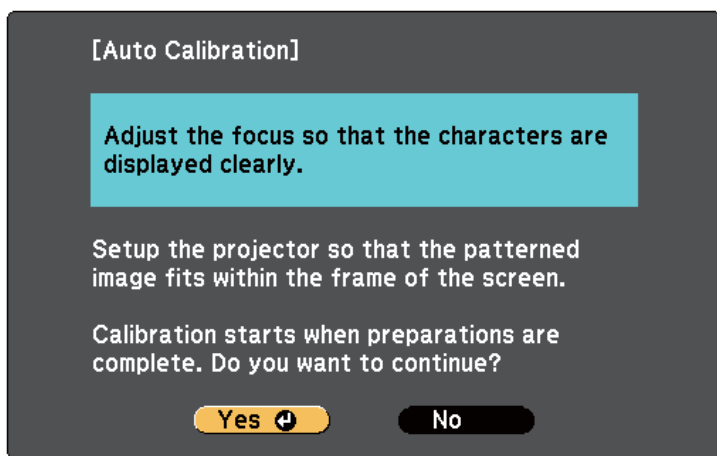 [Auto Calibration]
Adjust the focus so that the characters are
displayed clearly.
Setup the projector so that the patterned
image fits within the frame of the screen.
Calibration starts when preparations are
complete. Do you want to continue?
Yes No